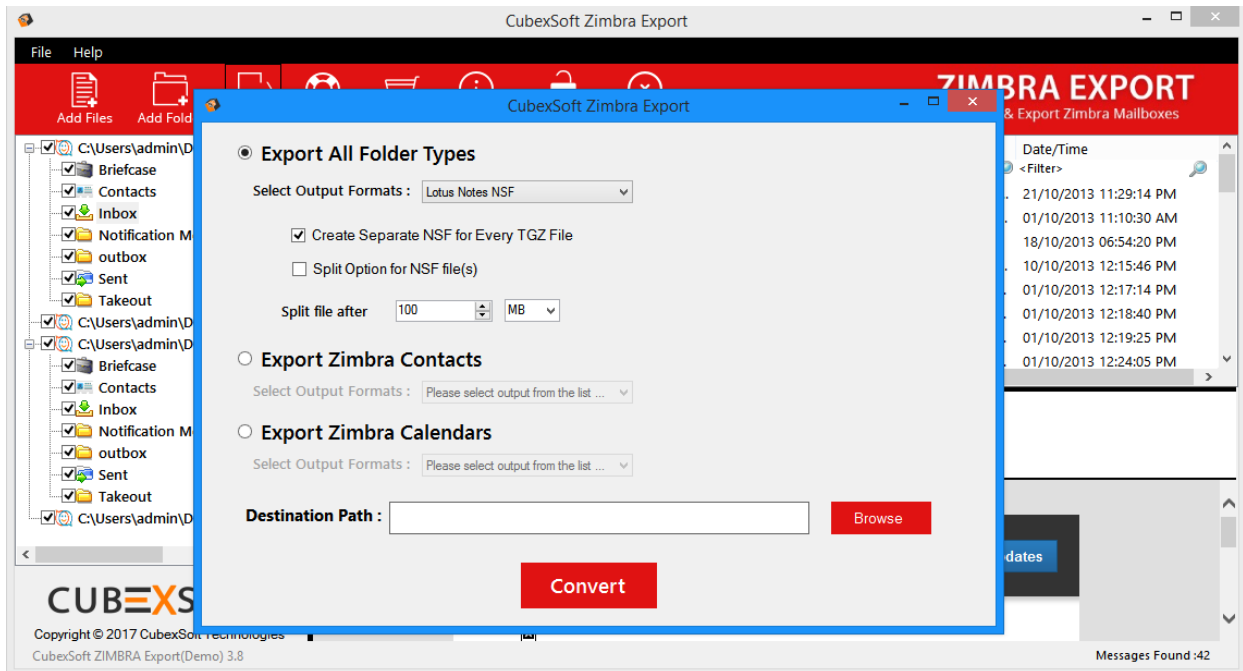 CubexSoft Zimbra Export
File Help
ZIMBRA EXPORT
& Export Zimbra Mailboxes
Add Files
CubexSoft Zimbra Export
C:\Users\admin\D
Briefcase
Contacts
Inbox
Notification
outbox
Sent
Takeout
C:\Users\admin\D
C:\Users\admin\D
Briefcase
Contacts
Inbox
Notification
outbox
Sent
Takeout
C:\Users\admin\D
Export All Folder Types
Select Output Formats : Lotus Notes NSF
Create Separate NSF for Every TGZ File
Split Option for NSF file(s)
Split file after 100 MB
Export Zimbra Contacts
Select Output Formats : Please select output from the list ...
Export Zimbra Calendars
Select Output Formats : Please select output from the list ...
Destination Path : Browse
Convert
Date/Time
<Filter>
21/10/2013 11:29:14 PM
01/10/2013 11:10:30 AM
18/10/2013 06:54:20 PM
10/10/2013 12:15:46 PM
01/10/2013 12:17:14 PM
01/10/2013 12:18:40 PM
01/10/2013 12:19:25 PM
01/10/2013 12:24:05 PM
CUBEXS
Copyright © 2017 CubexSoft Technologies
CubexSoft ZIMBRA Export(Demo) 3.8
Messages Found :42